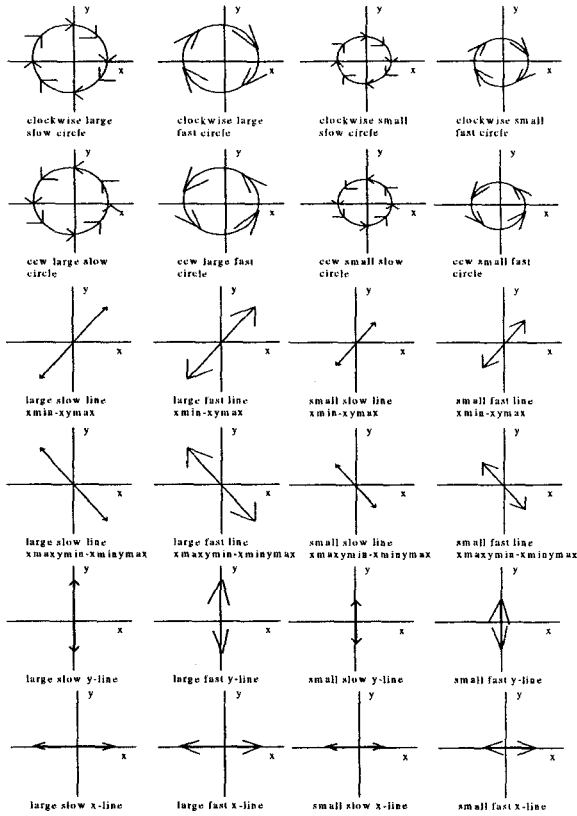 y y y y
x x x x
clockwise large clockwise large clockwise small clockwise small
slow circle fast circle slow circle fast circle
y y y y
x x x x
ccw large slow ccw large fast ccw small slow ccw small fast
circle circle circle circle
y y y y
x x x x
large slow line large fast line small slow line small fast line
xmin-xymax xmin-xymax xmin-xymax xmin-xymax
y y y y
x x x x
large slow line large fast line small slow line small fast line
xmaxymin-xminymax xmaxymin-xminymax xmaxymin-xminymax xmaxymin-xminymax
y y y y
x x x x
large slow y-line large fast y-line small slow y-line small fast y-line
y y y y
x x x x
large slow x-line large fast x-line small slow x-line small fast x-line